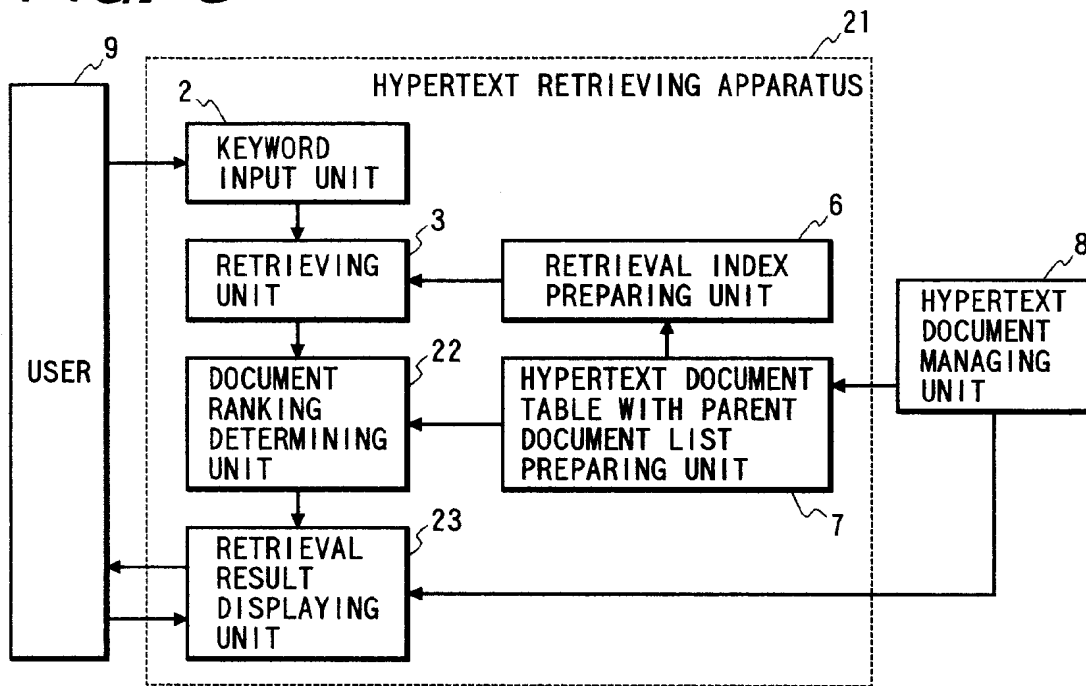 9
21
HYPERTEXT RETRIEVING APPARATUS
2
KEYWORD
INPUT UNIT
3
RETRIEVING
UNIT
6
RETRIEVAL INDEX
PREPARING UNIT
8
HYPERTEXT
DOCUMENT
MANAGING
UNIT
USER
22
DOCUMENT
RANKING
DETERMINING
UNIT
HYPERTEXT DOCUMENT
TABLE WITH PARENT
DOCUMENT LIST
PREPARING UNIT
7
23
RETRIEVAL
RESULT
DISPLAYING
UNIT